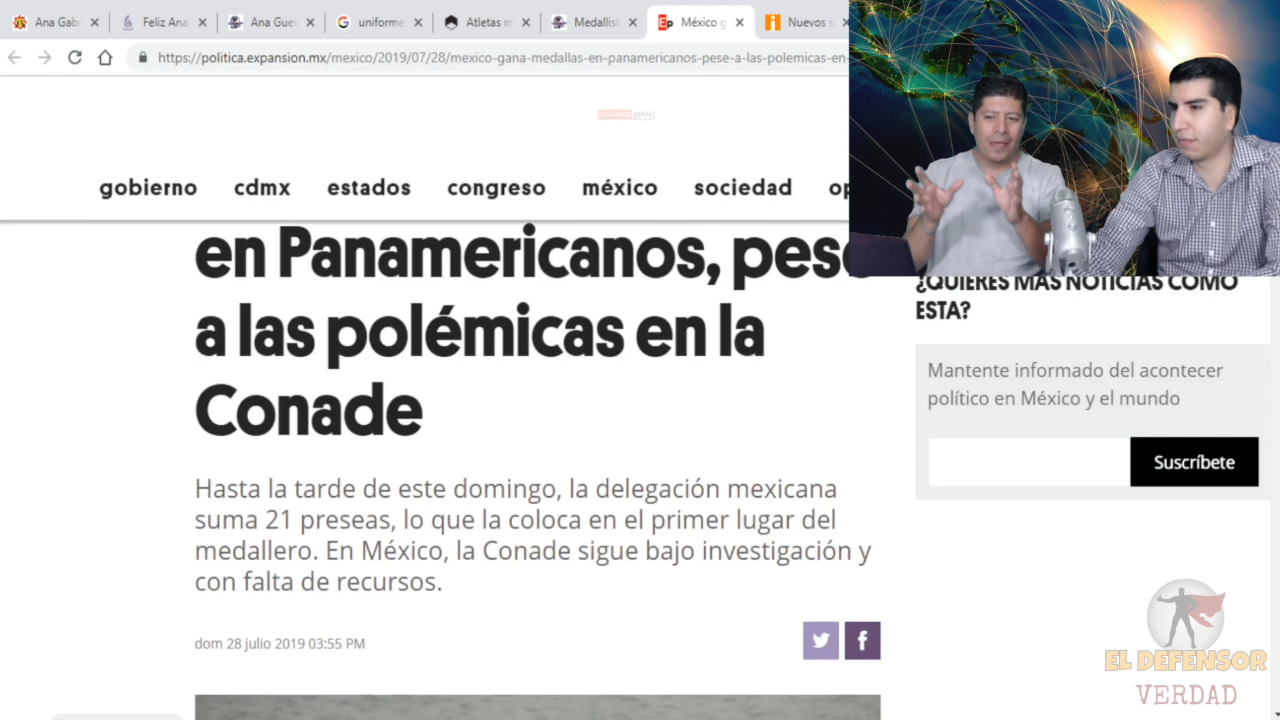 Ana Gab
Feliz Ana
Ana Gue
uniforme
Atletas m
Medallist
México g
Nuevos s
https://politica.expansion.mx/mexico/2019/07/28/mexico-gana-medallas-en-panamericanos-pese-a-las-polemicas-en-
gobierno
cdmx
estados
congreso
méxico
sociedad
op
en Panamericanos, pese
a las polémicas en la
Conade
Hasta la tarde de este domingo, la delegación mexicana
suma 21 preseas, lo que la coloca en el primer lugar del
medallero. En México, la Conade sigue bajo investigación y
con falta de recursos.
dom 28 julio 2019 03:55 PM
¿QUIERES MÁS NOTICIAS COMO
ESTA?
Mantente informado del acontecer
político en México y el mundo
Suscríbete
EL DEFENSOR
VERDAD